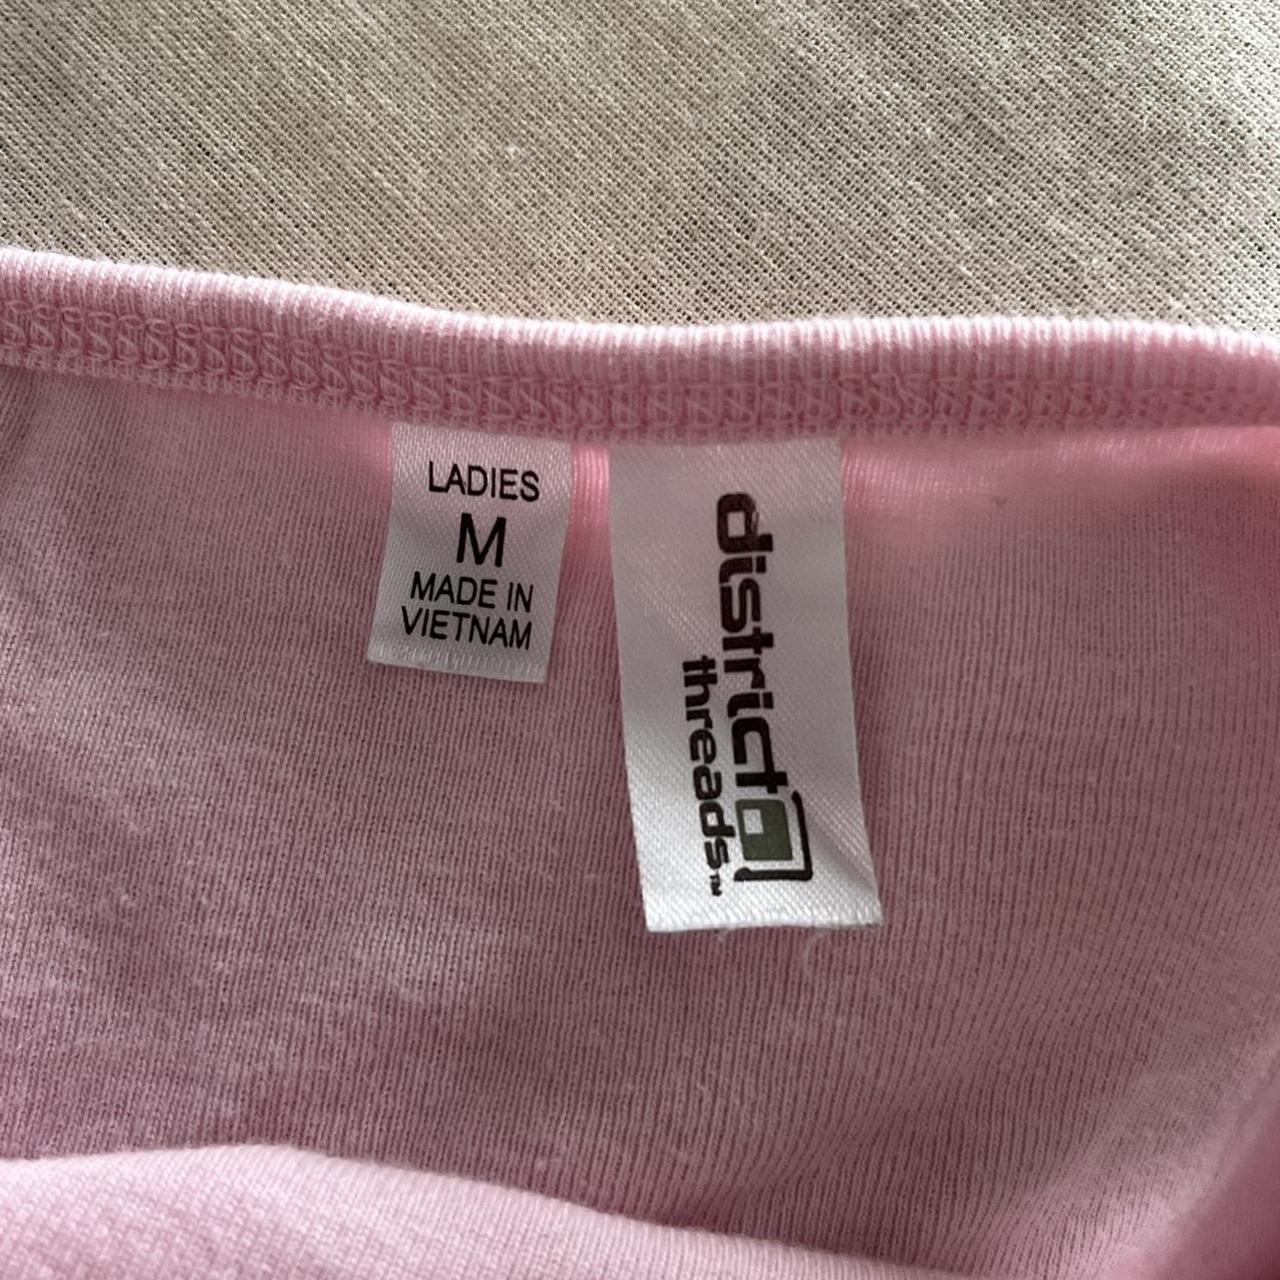 LADIES
M
MADE IN
VIETNAM
district
threads™